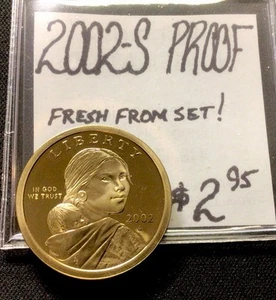 2002-S PROOF
FRESH FROM SET!
LIBERTY
IN GOD
WE TRUST
2002
$2.95